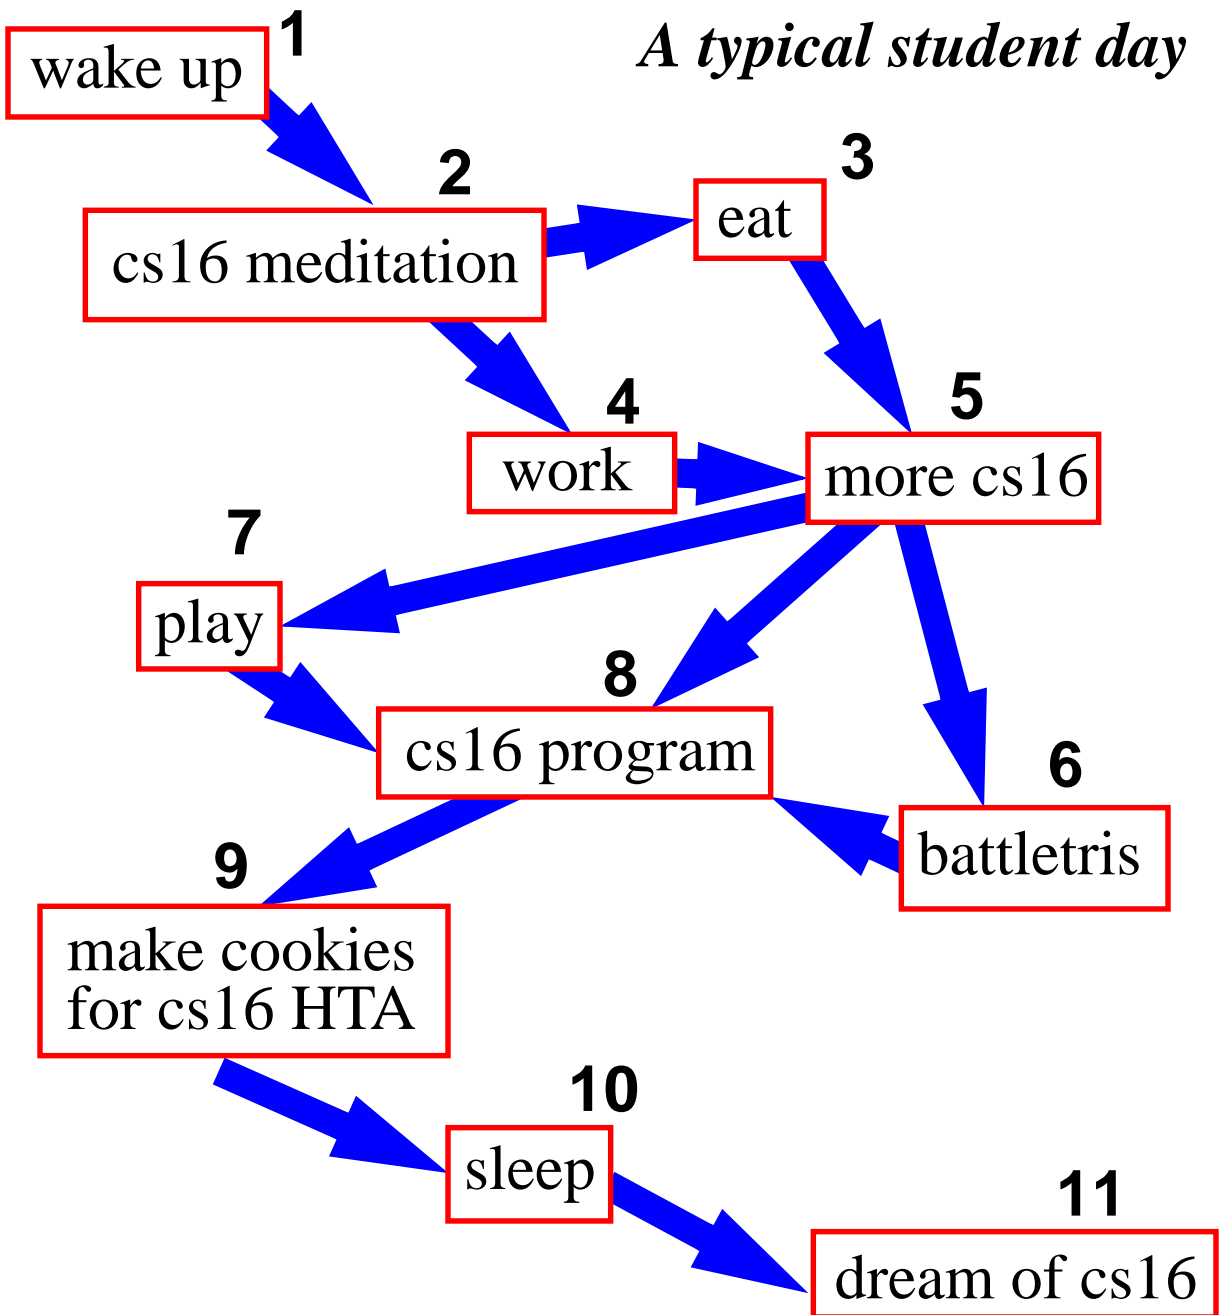 A typical student day
1
wake up
2
cs16 meditation
3
eat
4
work
5
more cs16
7
play
8
cs16 program
6
battletris
9
make cookies
for cs16 HTA
10
sleep
11
dream of cs16